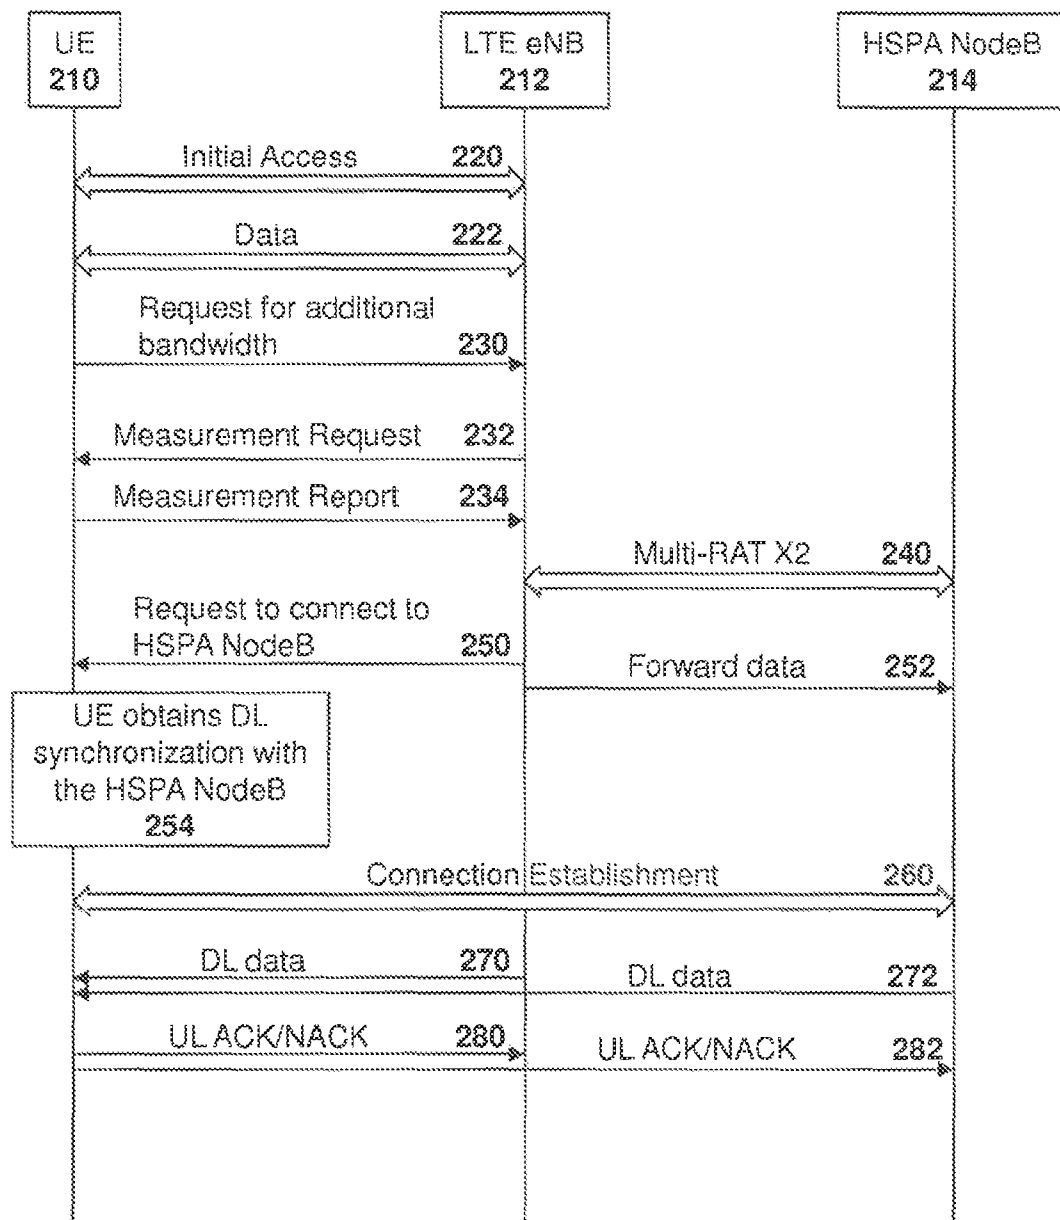 UE
210
LTE eNB
212
HSPA NodeB
214
Initial Access 220
Data 222
Request for additional
bandwidth 230
Measurement Request 232
Measurement Report 234
Multi-RAT X2 240
Request to connect to
HSPA NodeB 250
Forward data 252
UE obtains DL
synchronization with
the HSPA NodeB
254
Connection Establishment 260
DL data 270
DL data 272
UL ACK/NACK 280
UL ACK/NACK 282